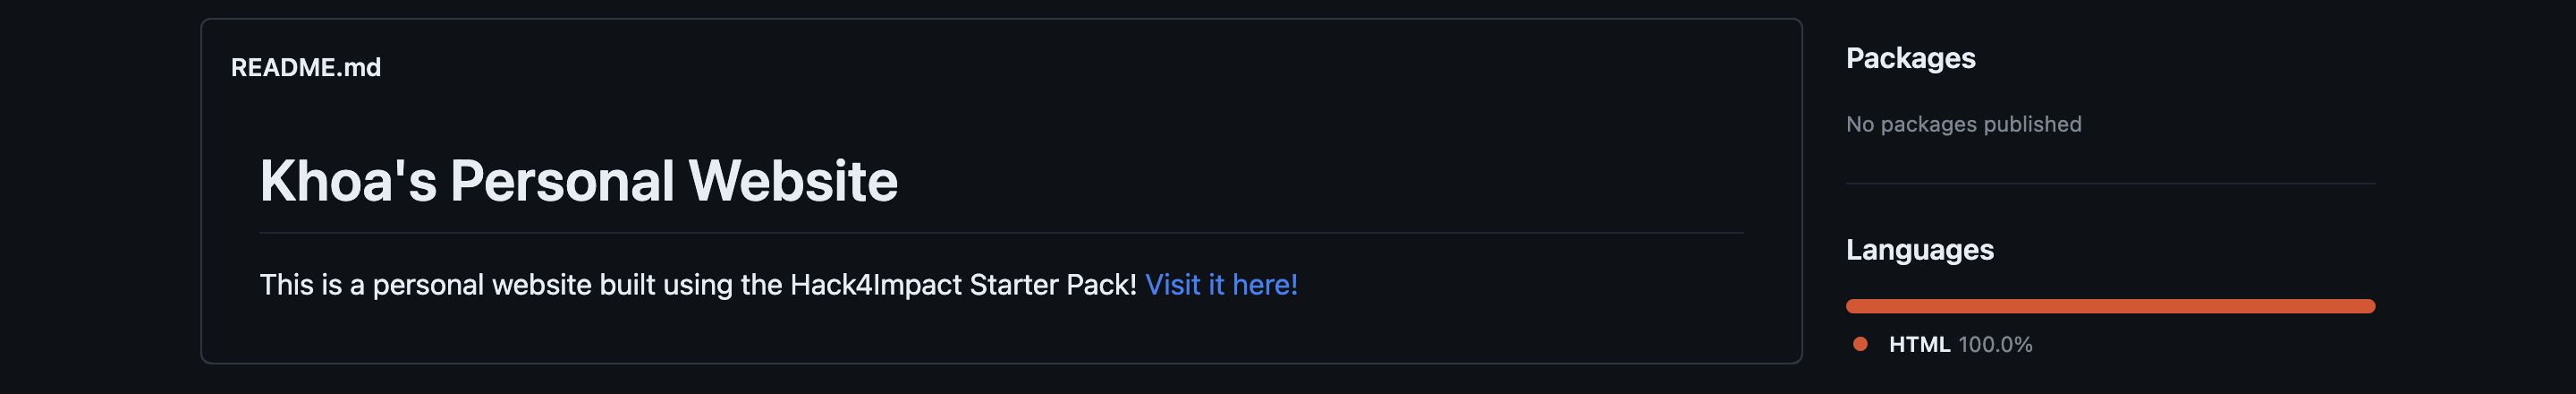 README.md
Khoa's Personal Website
This is a personal website built using the Hack4Impact Starter Pack! Visit it here!
Packages
No packages published
Languages
HTML 100.0%